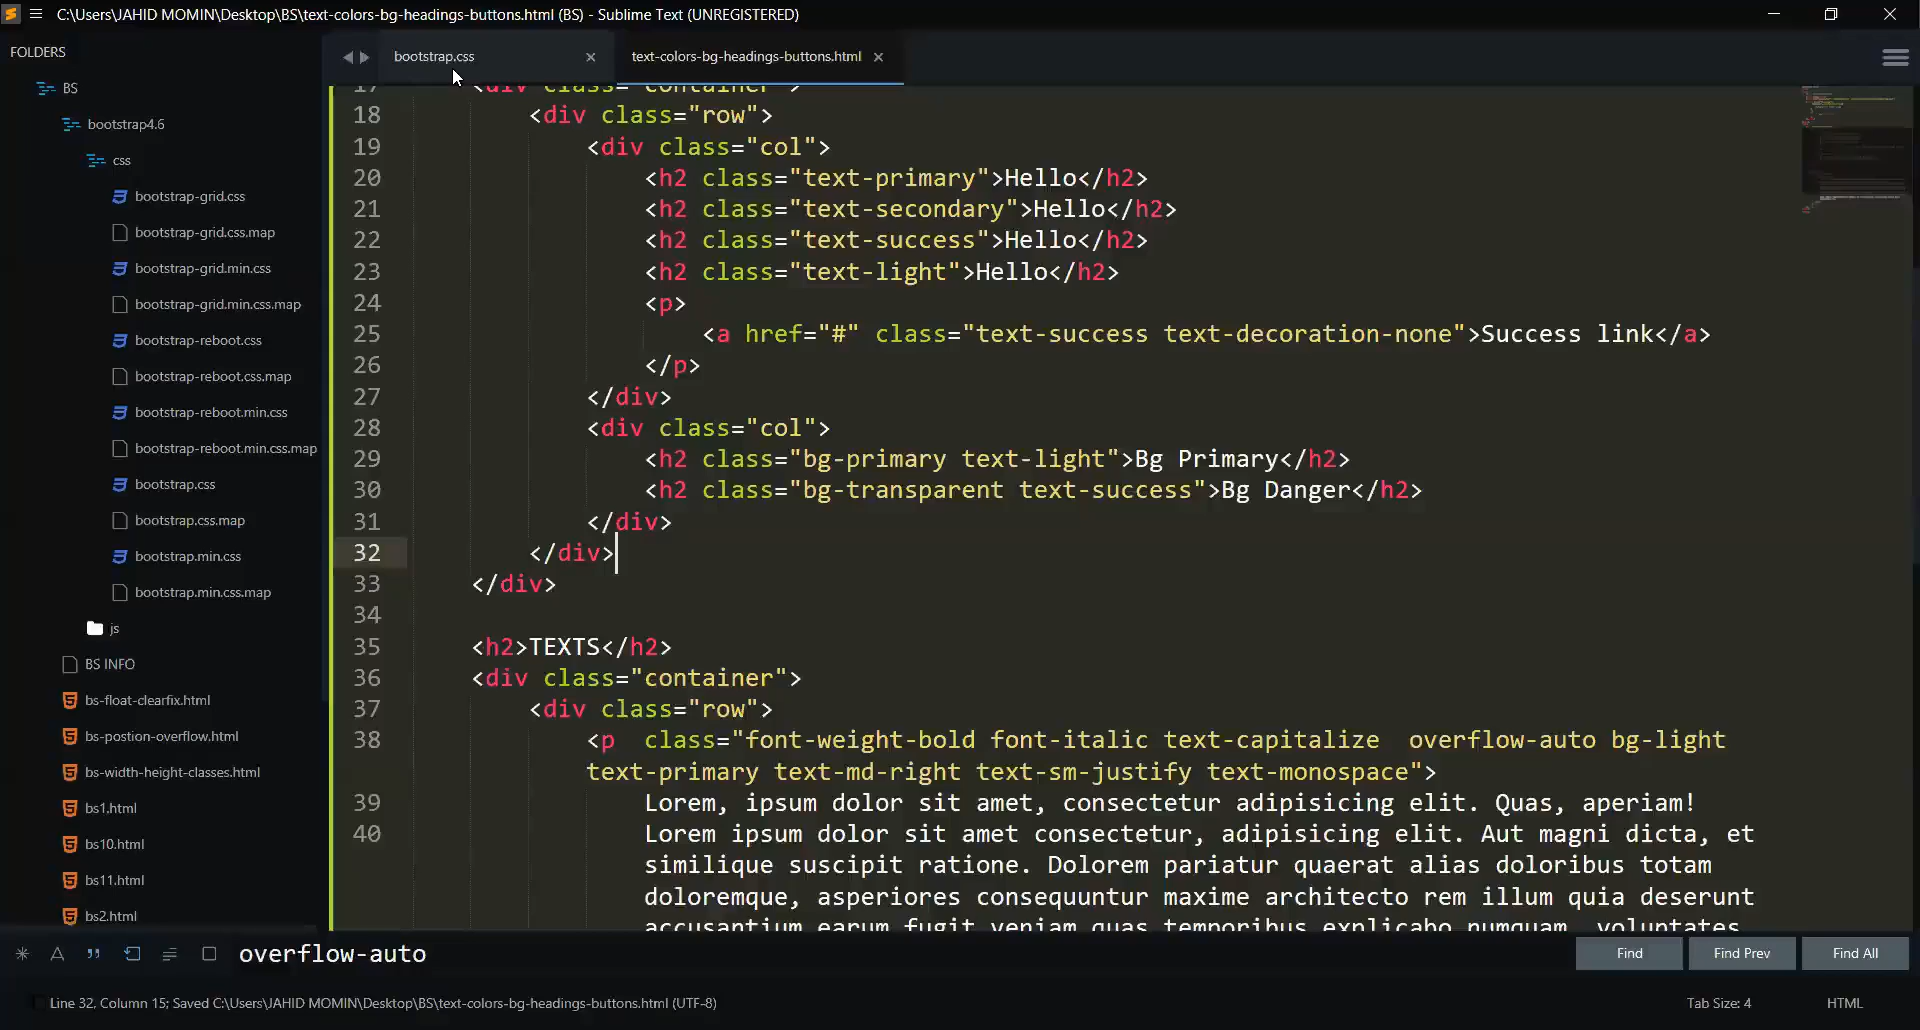 C:\Users\JAHID MOMIN\Desktop\BS\text-colors-bg-headings-buttons.html (BS) - Sublime Text (UNREGISTERED)
FOLDERS
BS
bootstrap4.6
css
bootstrap-grid.css
bootstrap-grid.css.map
bootstrap-grid.min.css
bootstrap-grid.min.css.map
bootstrap-reboot.css
bootstrap-reboot.css.map
bootstrap-reboot.min.css
bootstrap-reboot.min.css.map
bootstrap.css
bootstrap.css.map
bootstrap.min.css
bootstrap.min.css.map
js
BS INFO
bs-float-clearfix.html
bs-postion-overflow.html
bs-width-height-classes.html
bs1.html
bs10.html
bs11.html
bs2.html
bootstrap.css
text-colors-bg-headings-buttons.html
17 <div class="container">
18 <div class="row">
19 <div class="col">
20 <h2 class="text-primary">Hello</h2>
21 <h2 class="text-secondary">Hello</h2>
22 <h2 class="text-success">Hello</h2>
23 <h2 class="text-light">Hello</h2>
24 <p>
25 <a href="#" class="text-success text-decoration-none">Success link</a>
26 </p>
27 </div>
28 <div class="col">
29 <h2 class="bg-primary text-light">Bg Primary</h2>
30 <h2 class="bg-transparent text-success">Bg Danger</h2>
31 </div>
32 </div>
33 </div>
34
35 <h2>TEXTS</h2>
36 <div class="container">
37 <div class="row">
38 <p  class="font-weight-bold font-italic text-capitalize  overflow-auto bg-light
text-primary text-md-right text-sm-justify text-monospace">
39 Lorem, ipsum dolor sit amet, consectetur adipisicing elit. Quas, aperiam!
40 Lorem ipsum dolor sit amet consectetur, adipisicing elit. Aut magni dicta, et
similique suscipit ratione. Dolorem pariatur quaerat alias doloribus totam
doloremque, asperiores consequuntur maxime architecto rem illum quia deserunt
accusantium earum fugit veniam quas temporibus explicabo numquam, voluptates
overflow-auto
Find
Find Prev
Find All
Line 32, Column 15; Saved C:\Users\JAHID MOMIN\Desktop\BS\text-colors-bg-headings-buttons.html (UTF-8)
Tab Size: 4
HTML